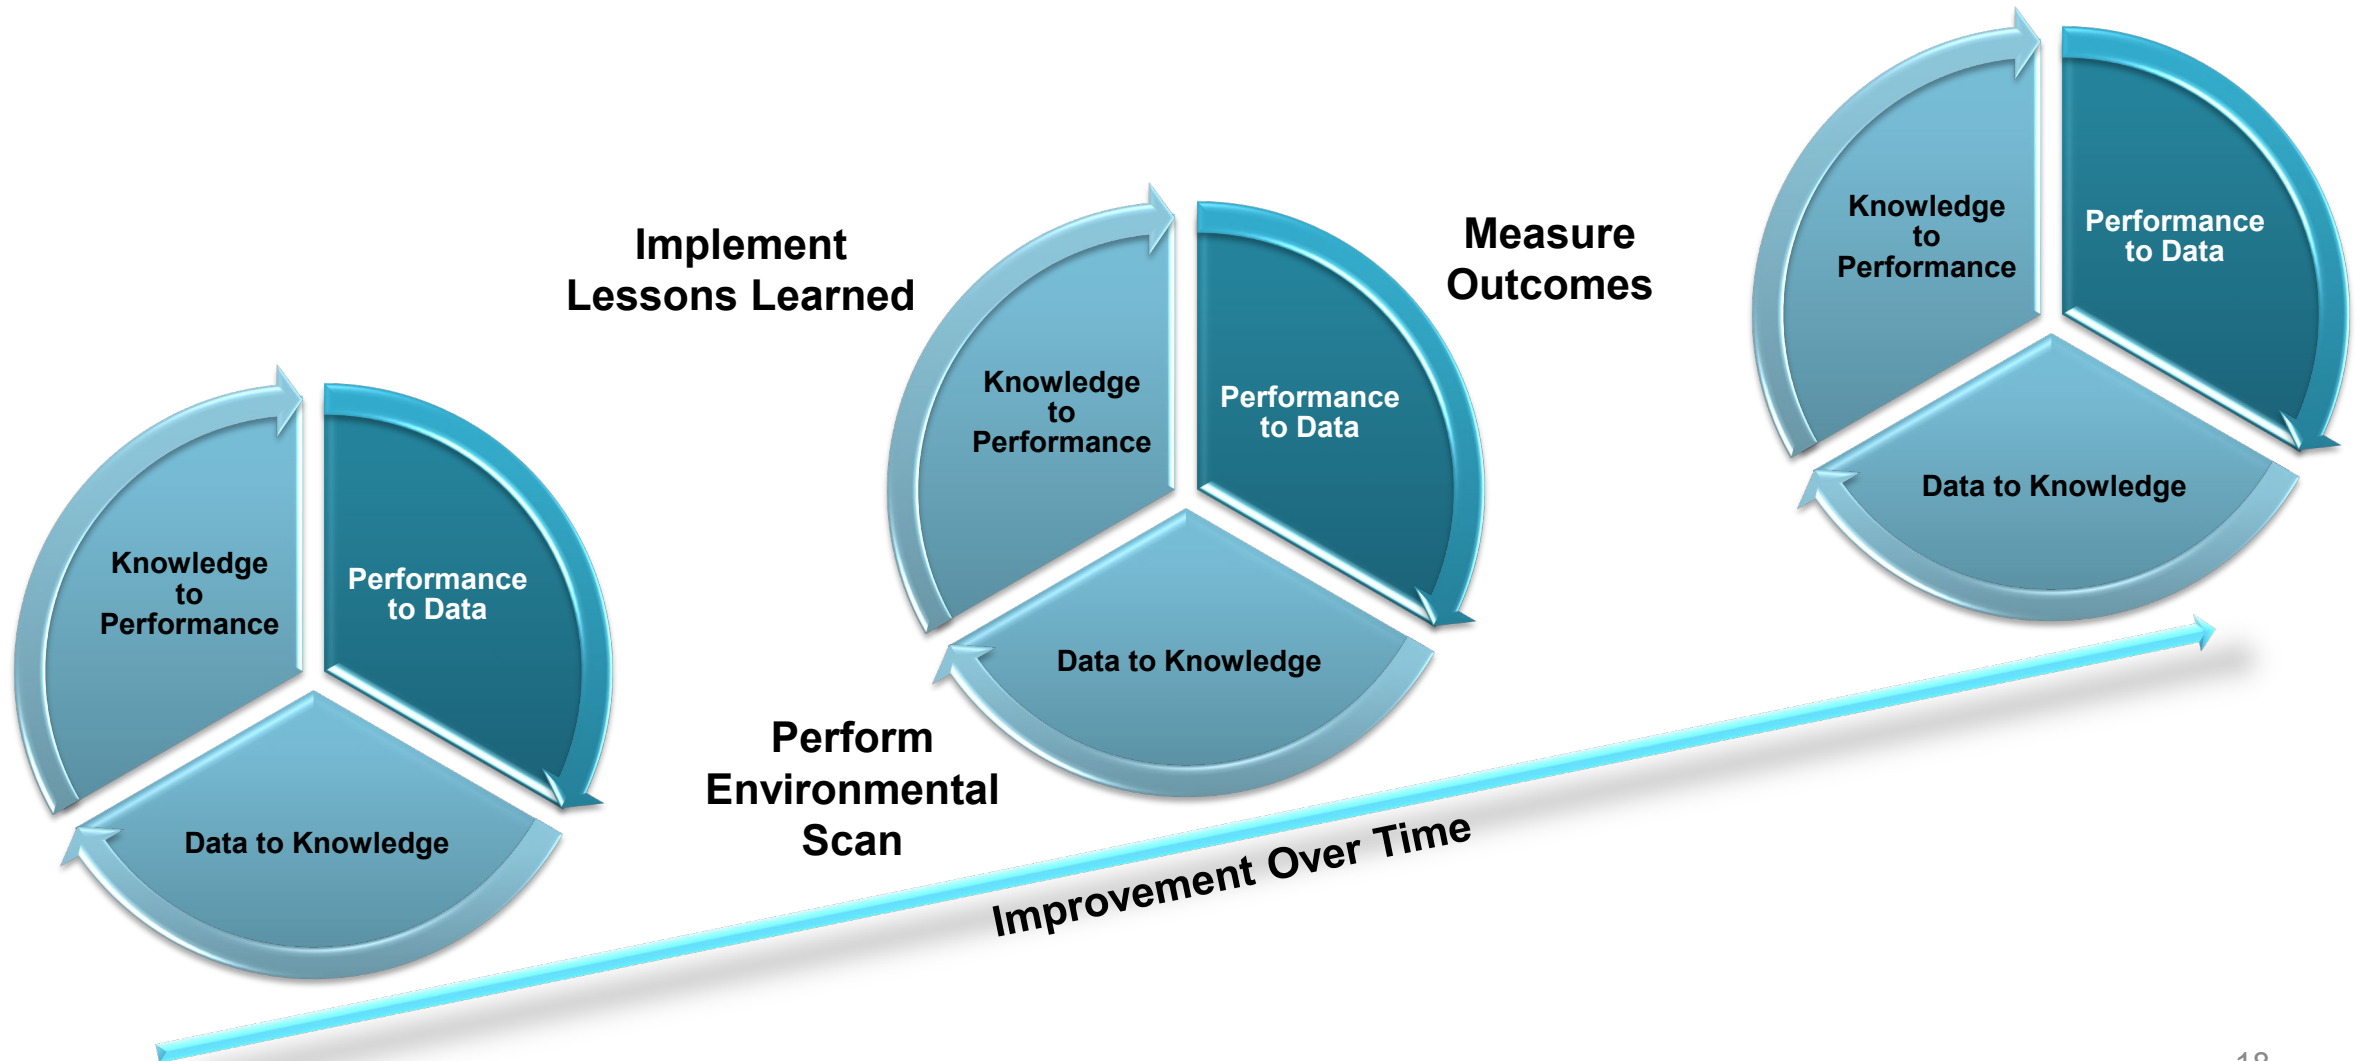 Knowledge
to
Performance
Performance
to Data
Data to Knowledge
Implement
Lessons Learned
Perform
Environmental
Scan
Knowledge
to
Performance
Performance
to Data
Data to Knowledge
Measure
Outcomes
Knowledge
to
Performance
Performance
to Data
Data to Knowledge
Improvement Over Time